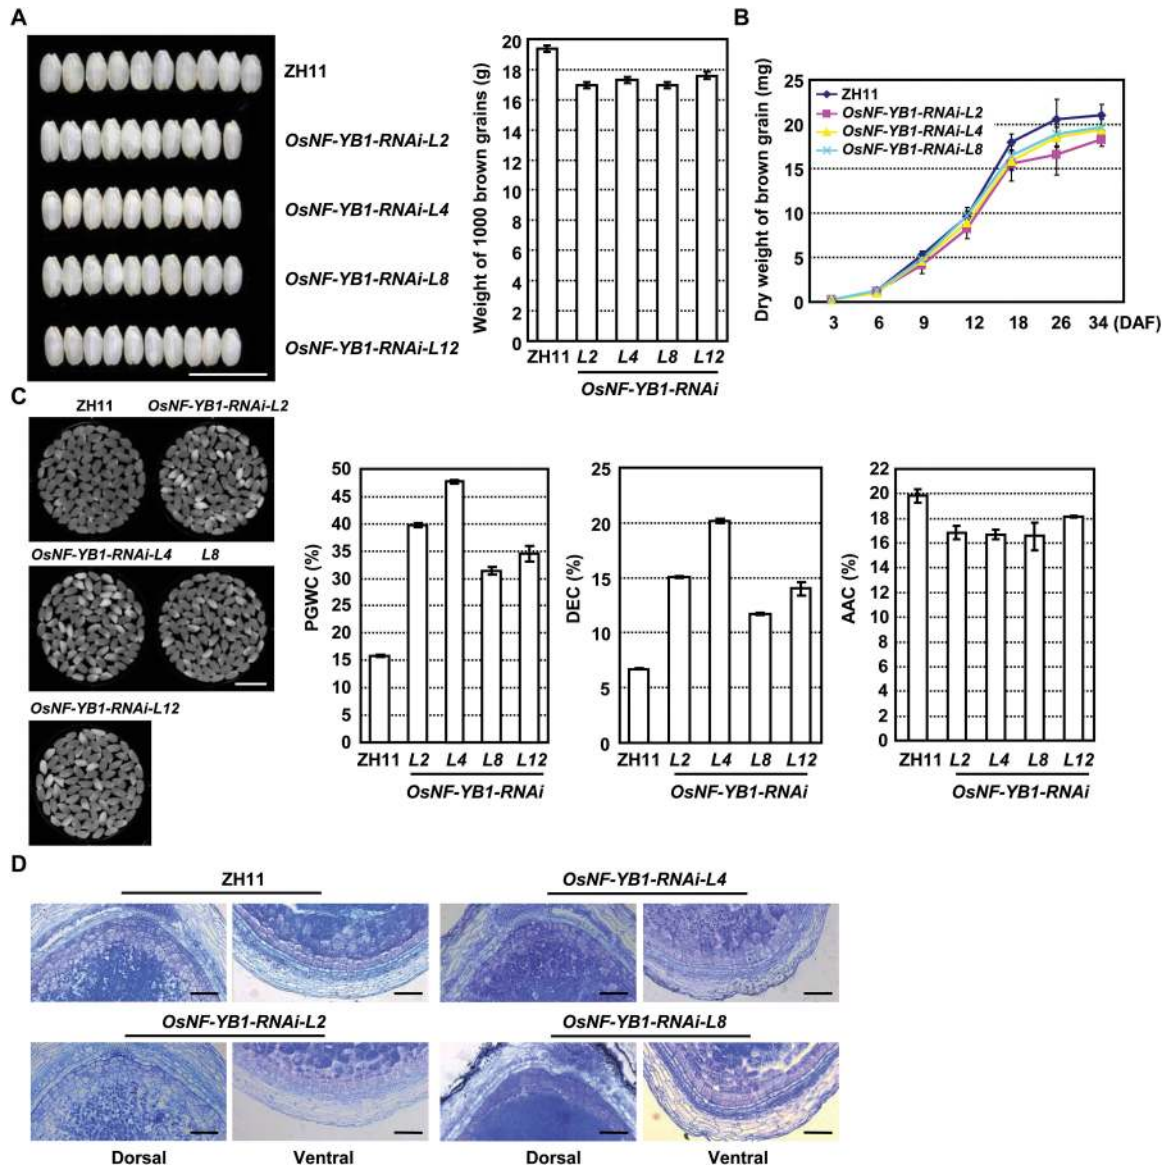 A
B
ZH11
OsNF-YB1-RNAi-L2
OsNF-YB1-RNAi-L4
OsNF-YB1-RNAi-L8
OsNF-YB1-RNAi-L12
Weight of 1000 brown grains (g)
20
18
16
14
12
10
8
6
4
2
0
ZH11 L2 L4 L8 L12
OsNF-YB1-RNAi
Dry weight of brown grain (mg)
25
20
15
10
5
0
ZH11
OsNF-YB1-RNAi-L2
OsNF-YB1-RNAi-L4
OsNF-YB1-RNAi-L8
3 6 9 12 18 26 34 (DAF)
C
ZH11 OsNF-YB1-RNAi-L2
OsNF-YB1-RNAi-L4 L8
OsNF-YB1-RNAi-L12
PGWC (%)
50
45
40
35
30
25
20
15
10
5
0
ZH11 L2 L4 L8 L12
OsNF-YB1-RNAi
DEC (%)
25
20
15
10
5
0
ZH11 L2 L4 L8 L12
OsNF-YB1-RNAi
AAC (%)
22
20
18
16
14
12
10
8
6
4
2
0
ZH11 L2 L4 L8 L12
OsNF-YB1-RNAi
D
ZH11 OsNF-YB1-RNAi-L4
OsNF-YB1-RNAi-L2 OsNF-YB1-RNAi-L8
Dorsal Ventral Dorsal Ventral